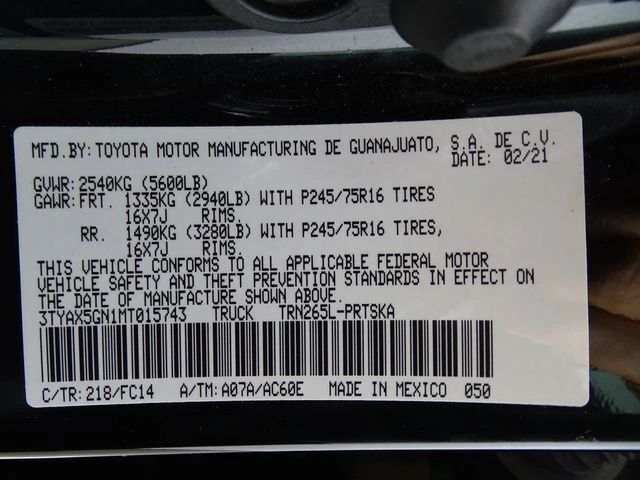 MFD.BY: TOYOTA MOTOR MANUFACTURING DE GUANAJUATO, S.A. DE C.V.
DATE: 02/21
GVWR: 2540KG (5600LB)
GAWR: FRT. 1335KG (2940LB) WITH P245/75R16 TIRES
16X7J RIMS.
RR. 1490KG (3280LB) WITH P245/75R16 TIRES,
16X7J RIMS.
THIS VEHICLE CONFORMS TO ALL APPLICABLE FEDERAL MOTOR
VEHICLE SAFETY AND THEFT PREVENTION STANDARDS IN EFFECT ON
THE DATE OF MANUFACTURE SHOWN ABOVE.
3TYAX5GN1MT015743 TRUCK TRN265L-PRTSKA
C/TR: 218/FC14 A/TM: A07A/AC60E MADE IN MEXICO 050